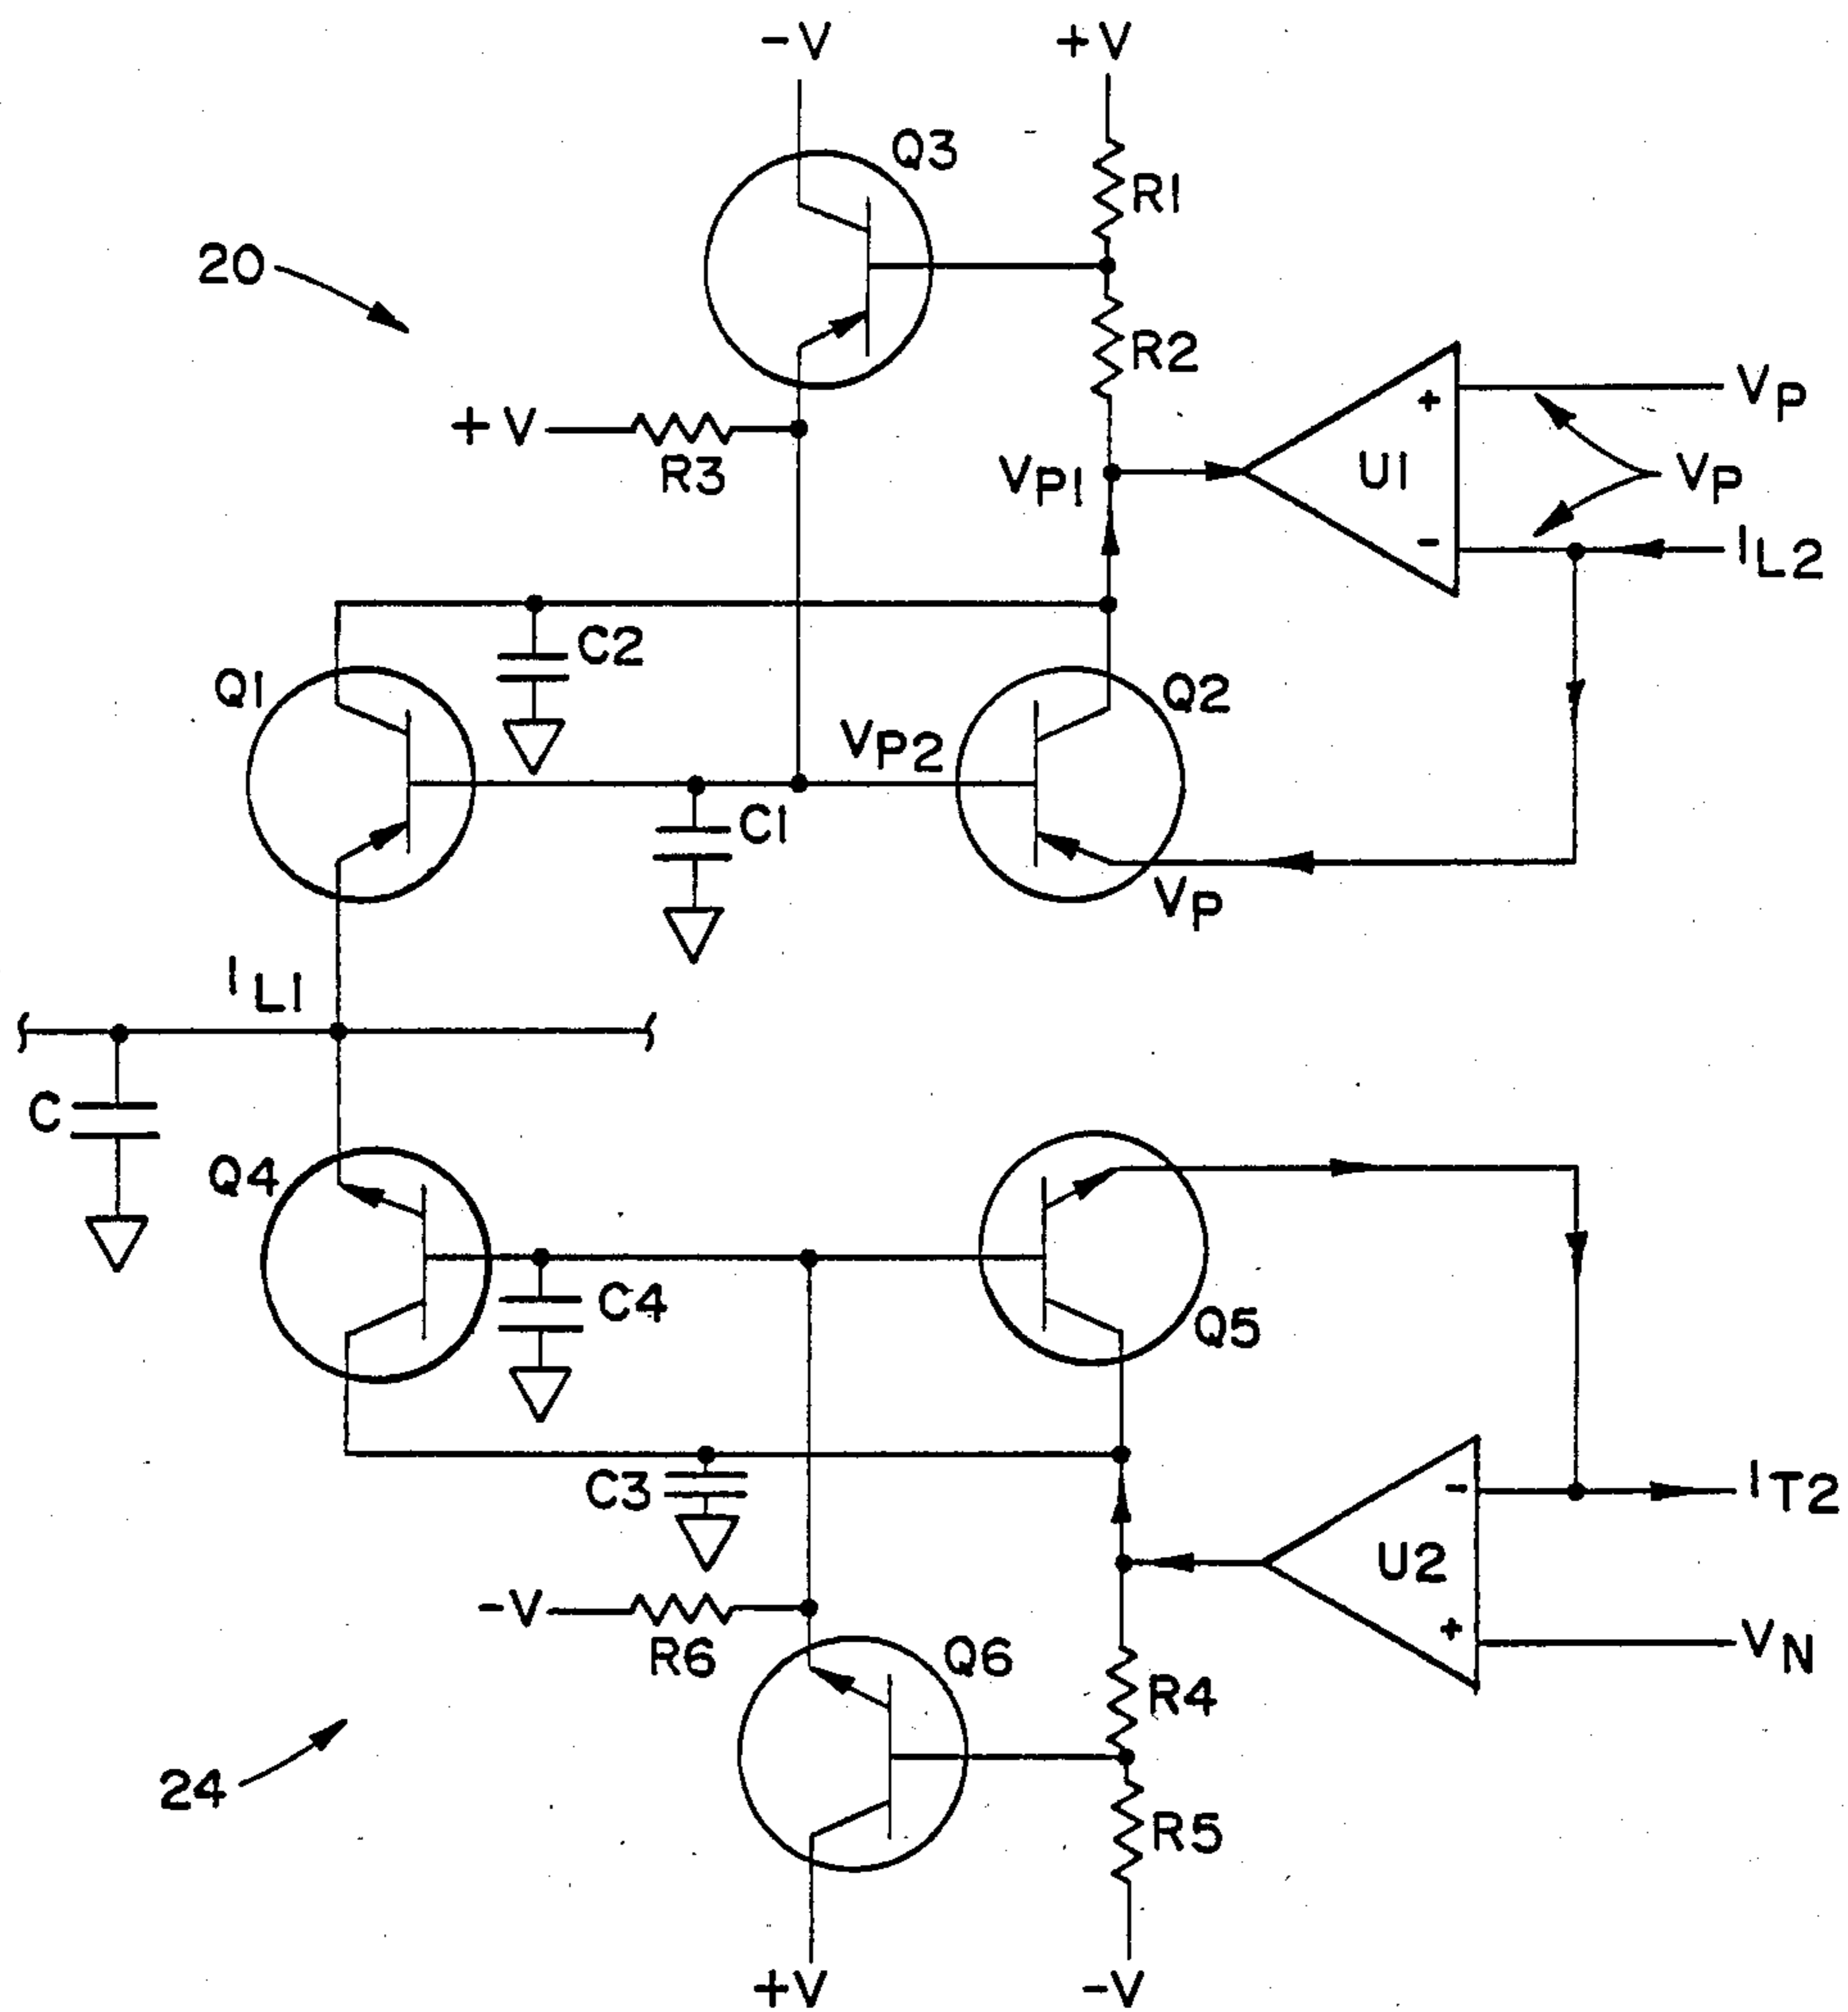 -V
+V
Q3
R1
20
R2
+V
R3
VP1
+
U1
-
VP
VP
IL2
Q1
C2
Q2
VP2
C1
VP
IL1
C
Q4
C4
Q5
C3
-
IT2
U2
-V
R6
Q6
+
VN
R4
24
R5
+V
-V